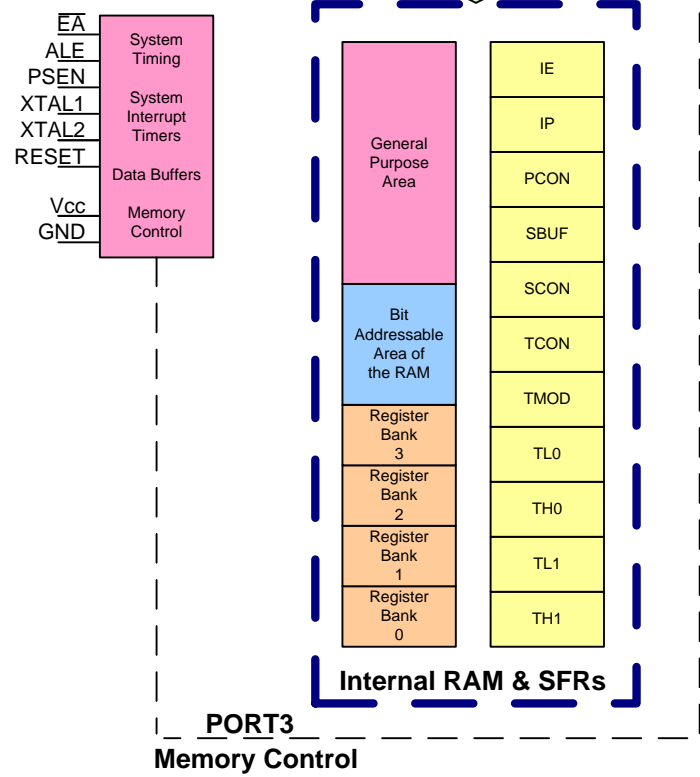 EA
ALE
PSEN
XTAL1
XTAL2
RESET
Vcc
GND
System
Timing
System
Interrupt
Timers
Data Buffers
Memory
Control
General
Purpose
Area
Bit
Addressable
Area of
the RAM
Register
Bank
3
Register
Bank
2
Register
Bank
1
Register
Bank
0
IE
IP
PCON
SBUF
SCON
TCON
TMOD
TL0
TH0
TL1
TH1
Internal RAM & SFRs
PORT3
Memory Control